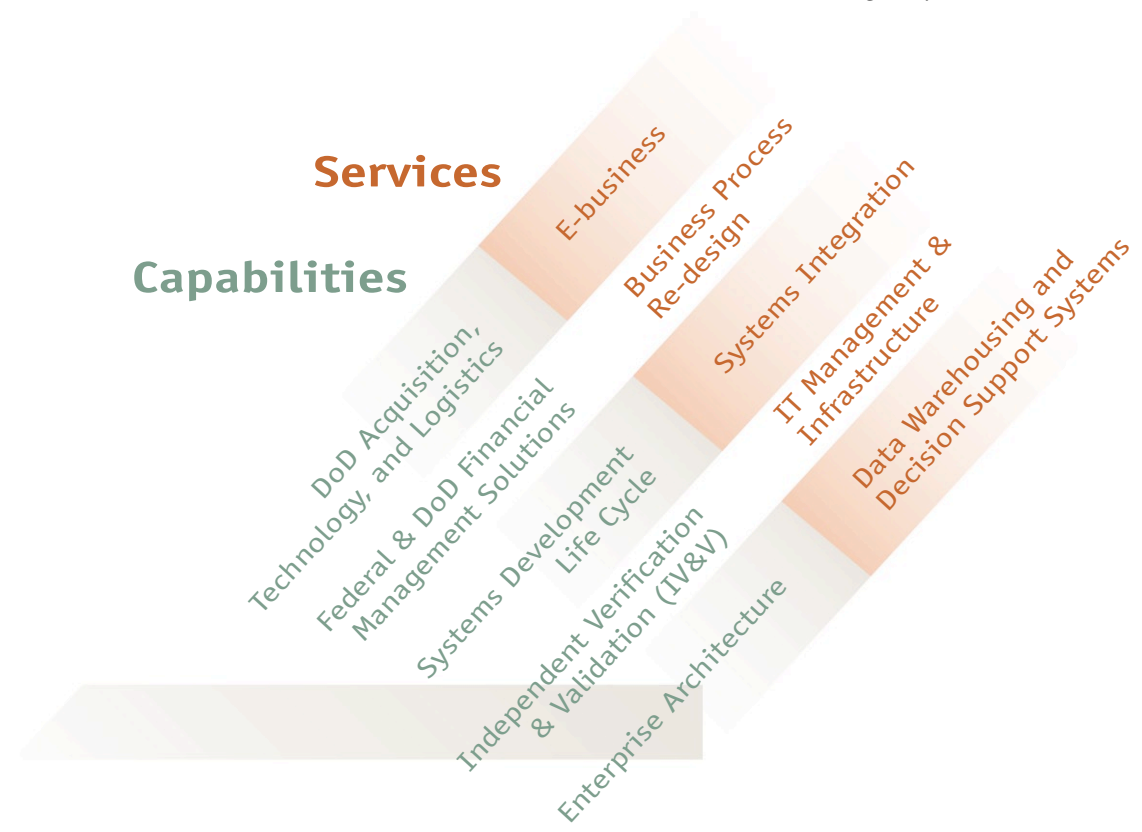 Services
E-business
Business Process
Re-design
Systems Integration
IT Management &
Infrastructure
Data Warehousing and
Decision Support Systems
Capabilities
DoD Acquisition,
Technology, and Logistics
Federal & DoD Financial
Management Solutions
Systems Development
Life Cycle
Independent Verification
& Validation (IV&V)
Enterprise Architecture